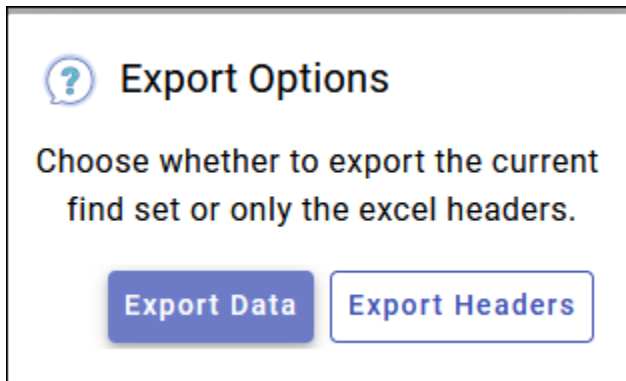 Export Options
Choose whether to export the current
find set or only the excel headers.
Export Data
Export Headers